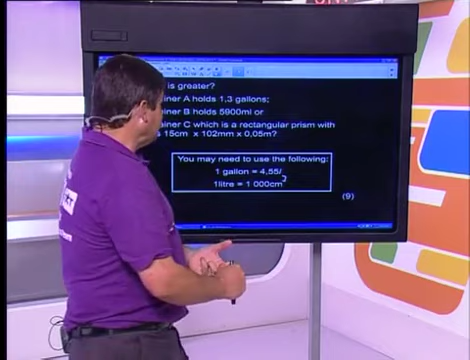 is greater?
iner A holds 1,3 gallons;
iner B holds 5900ml or
iner C which is a rectangular prism with
s 15cm x 102mm x 0,05m?
You may need to use the following:
1 gallon = 4,55l
1litre = 1 000cm3
(9)